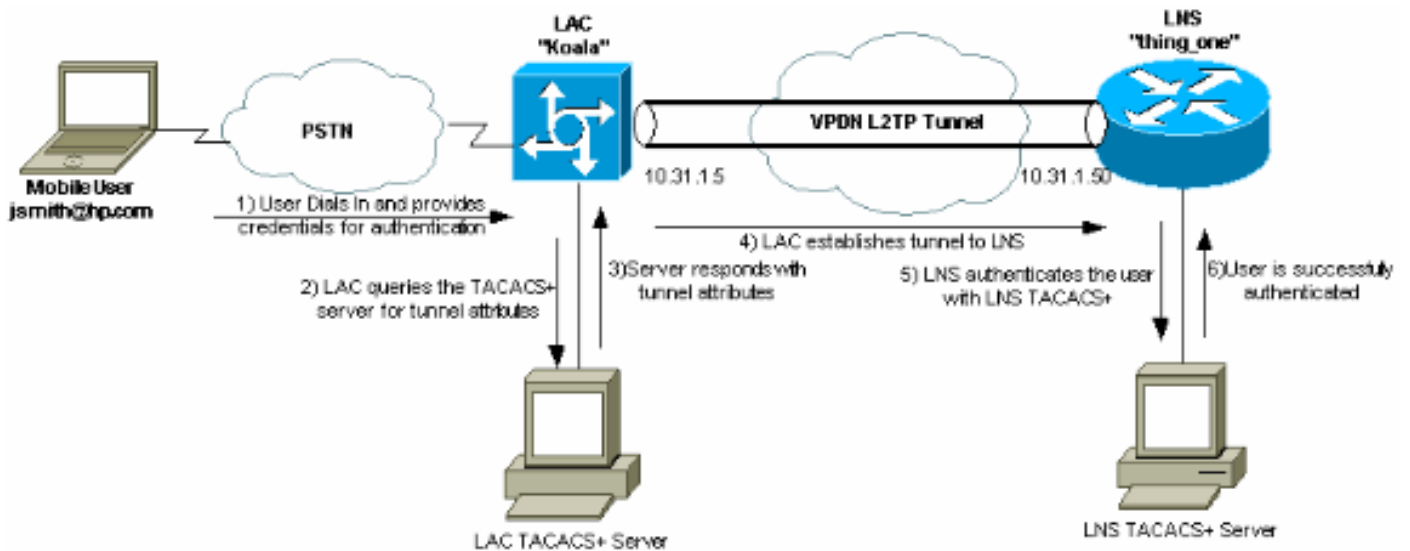 LAC
"Koala"
LNS
"thing_one"
PSTN
VPDN L2TP Tunnel
10.31.1.5
10.31.1.50
Mobile User
jsmith@hp.com
1) User Dials In and provides
credentials for authentication
2) LAC queries the TACACS+
server for tunnel attributes
3)Server responds with
tunnel attributes
4) LAC establishes tunnel to LNS
5) LNS authenticates the user
with LNS TACACS+
6)User is successfully
authenticated
LAC TACACS+ Server
LNS TACACS+ Server